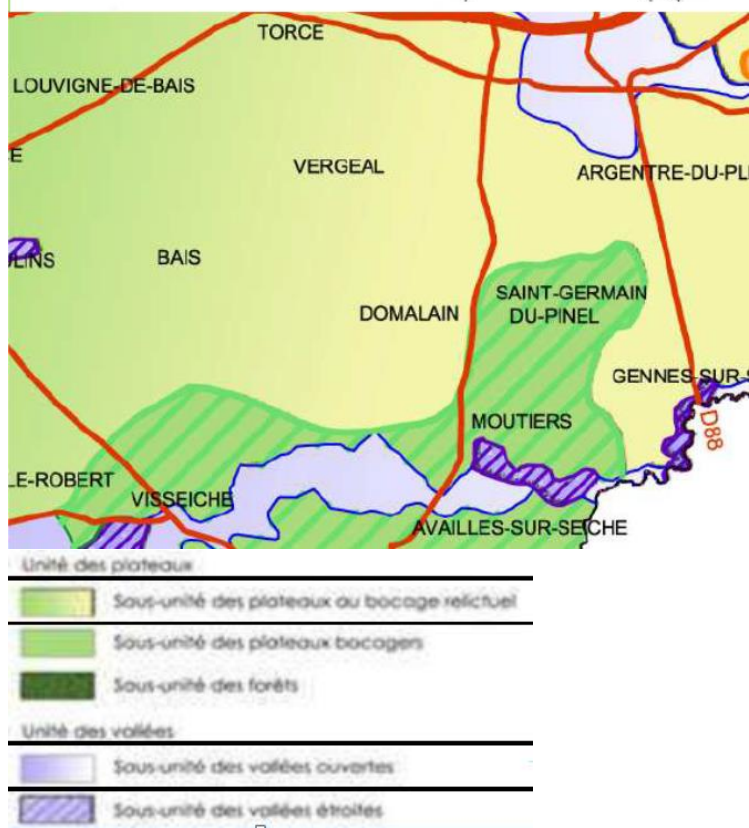 TORCE
LOUVIGNE-DE-BAIS
E
VERGEAL
ARGENTRE-DU-PL
BAIS
LINS
SAINT-GERMAIN
DU-PINEL
DOMALAIN
GENNES-SUR-S
MOUTIERS
D88
LE-ROBERT
VISSEICHE
AVAILLES-SUR-SEICHE
Unité des plateaux
Sous-unité des plateaux au bocage relictuel
Sous-unité des plateaux bocagers
Sous-unité des forêts
Unité des vallées
Sous-unité des vallées ouvertes
Sous-unité des vallées étroites